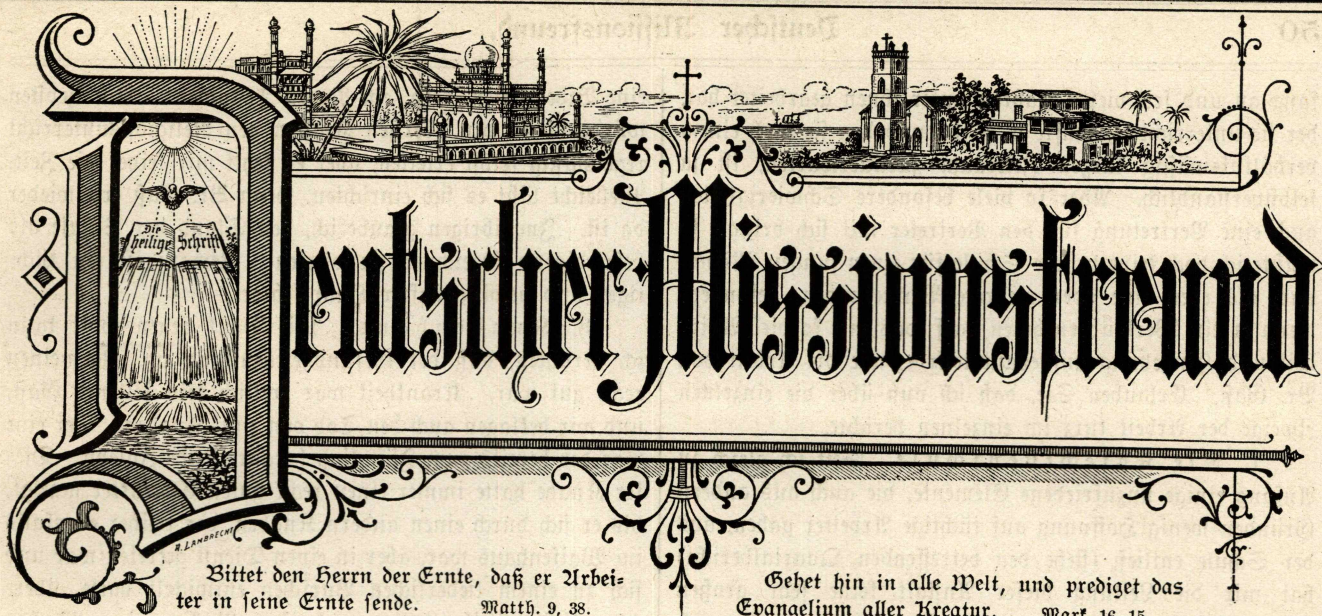 Deutscher Missionsfreund
Die
heilige Schrift
LAMBRECHT
Bittet den Herrn der Ernte, daß er Arbei-
ter in seine Ernte sende. Matth. 9, 38.
Gehet hin in alle Welt, und prediget das
Evangelium aller Kreatur. Mark. 16, 15.